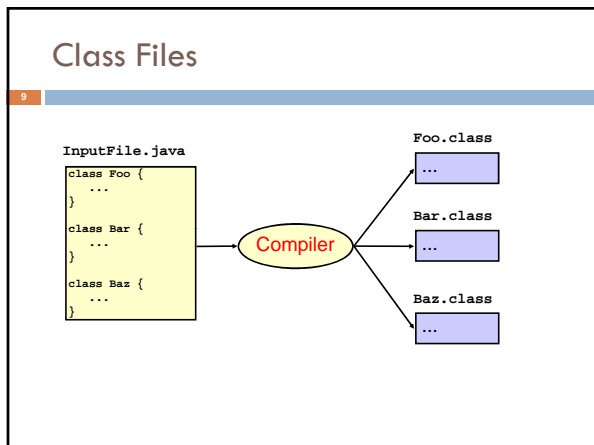 Class Files
9
InputFile.java
class Foo {
...
}
class Bar {
...
}
class Baz {
...
}
Compiler
Foo.class
...
Bar.class
...
Baz.class
...